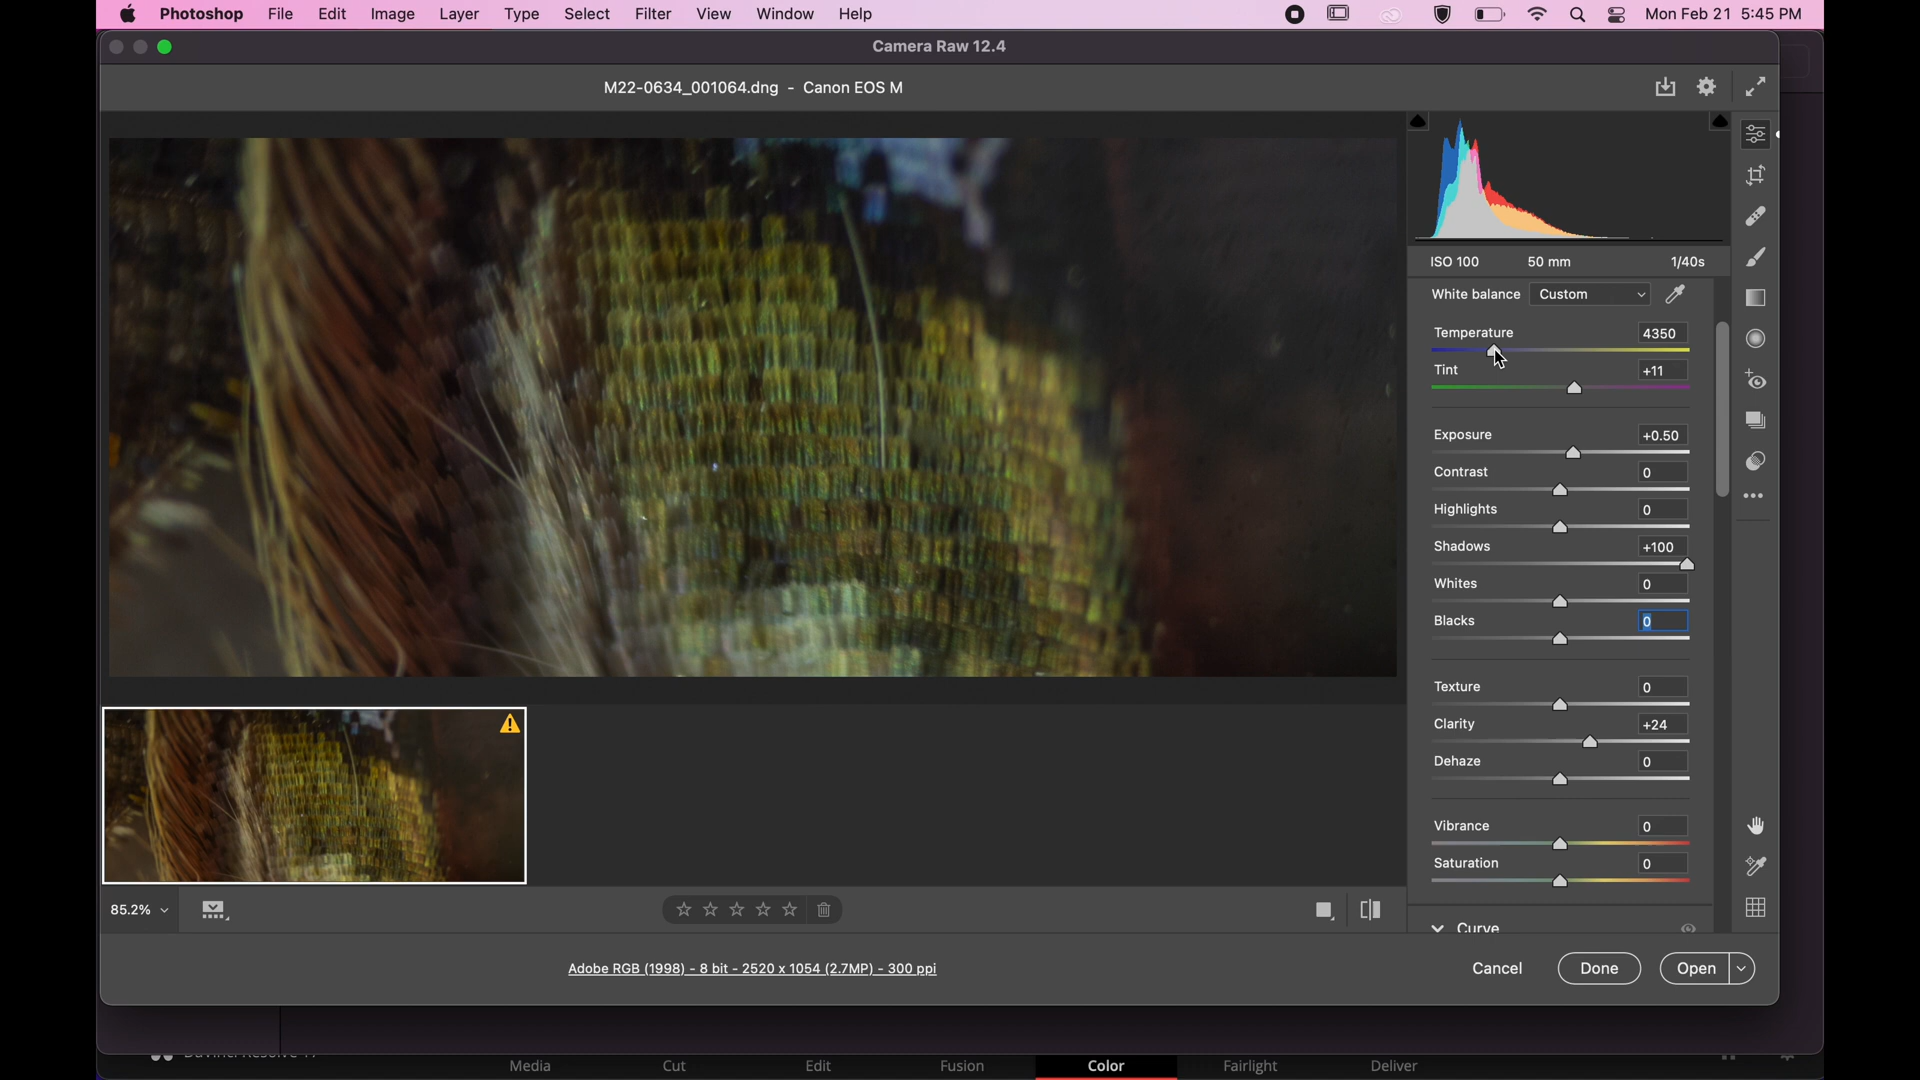 Photoshop File Edit Image Layer Type Select Filter View Window Help Mon Feb 21 5:45 PM
Camera Raw 12.4
M22-0634_001064.dng - Canon EOS M
ISO 100 50 mm 1/40s
White balance Custom
Temperature 4350
Tint +11
Exposure +0.50
Contrast 0
Highlights 0
Shadows +100
Whites 0
Blacks 0
Texture 0
Clarity +24
Dehaze 0
Vibrance 0
Saturation 0
Curve
85.2%
Adobe RGB (1998) - 8 bit - 2520 x 1054 (2.7MP) - 300 ppi
Cancel Done Open
Media Cut Edit Fusion Color Fairlight Deliver